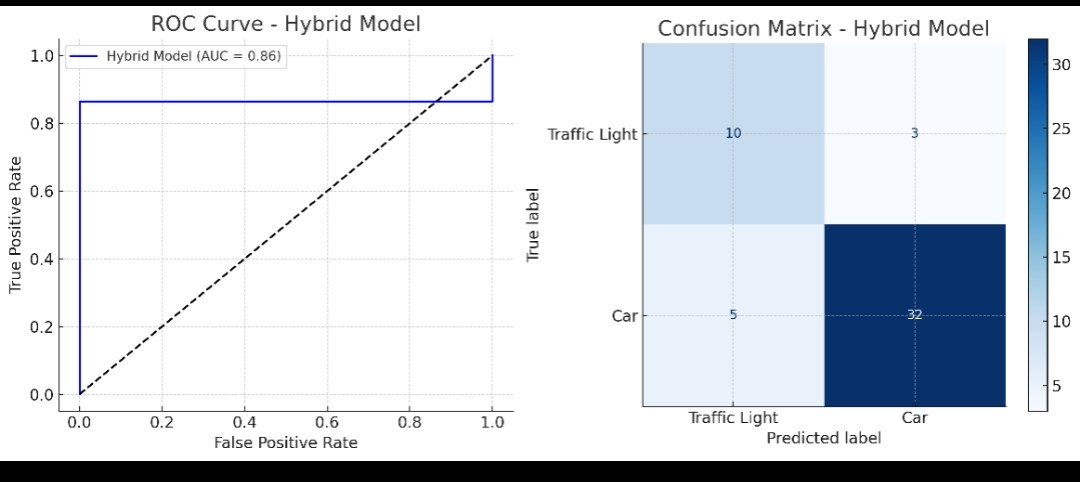 ROC Curve - Hybrid Model
Hybrid Model (AUC = 0.86)
True Positive Rate
1.0
0.8
0.6
0.4
0.2
0.0
0.0 0.2 0.4 0.6 0.8 1.0
False Positive Rate
Confusion Matrix - Hybrid Model
True label
Traffic Light 10 3
Car 5 32
Traffic Light Car
Predicted label
30
25
20
15
10
5